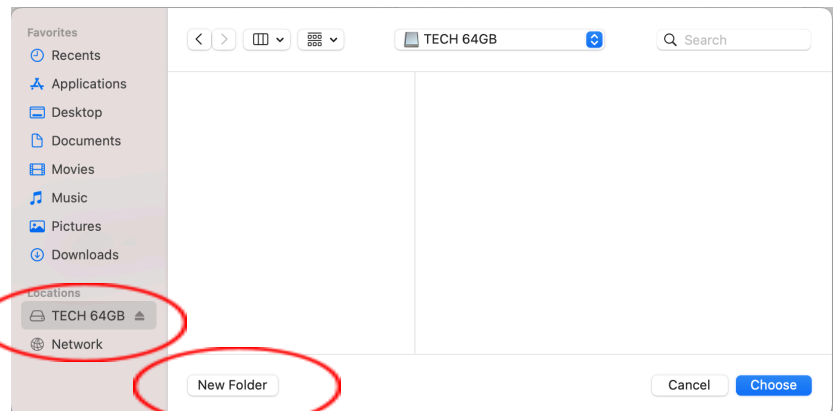 Favorites
Recents
Applications
Desktop
Documents
Movies
Music
Pictures
Downloads
Locations
TECH 64GB
Network
TECH 64GB
Search
New Folder
Cancel
Choose